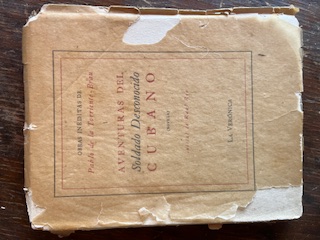 OBRAS INÉDITAS DE
Pablo de la Torriente-Brau
AVENTURAS DEL
Soldado Desconocido
CUBANO
LA VERÓNICA